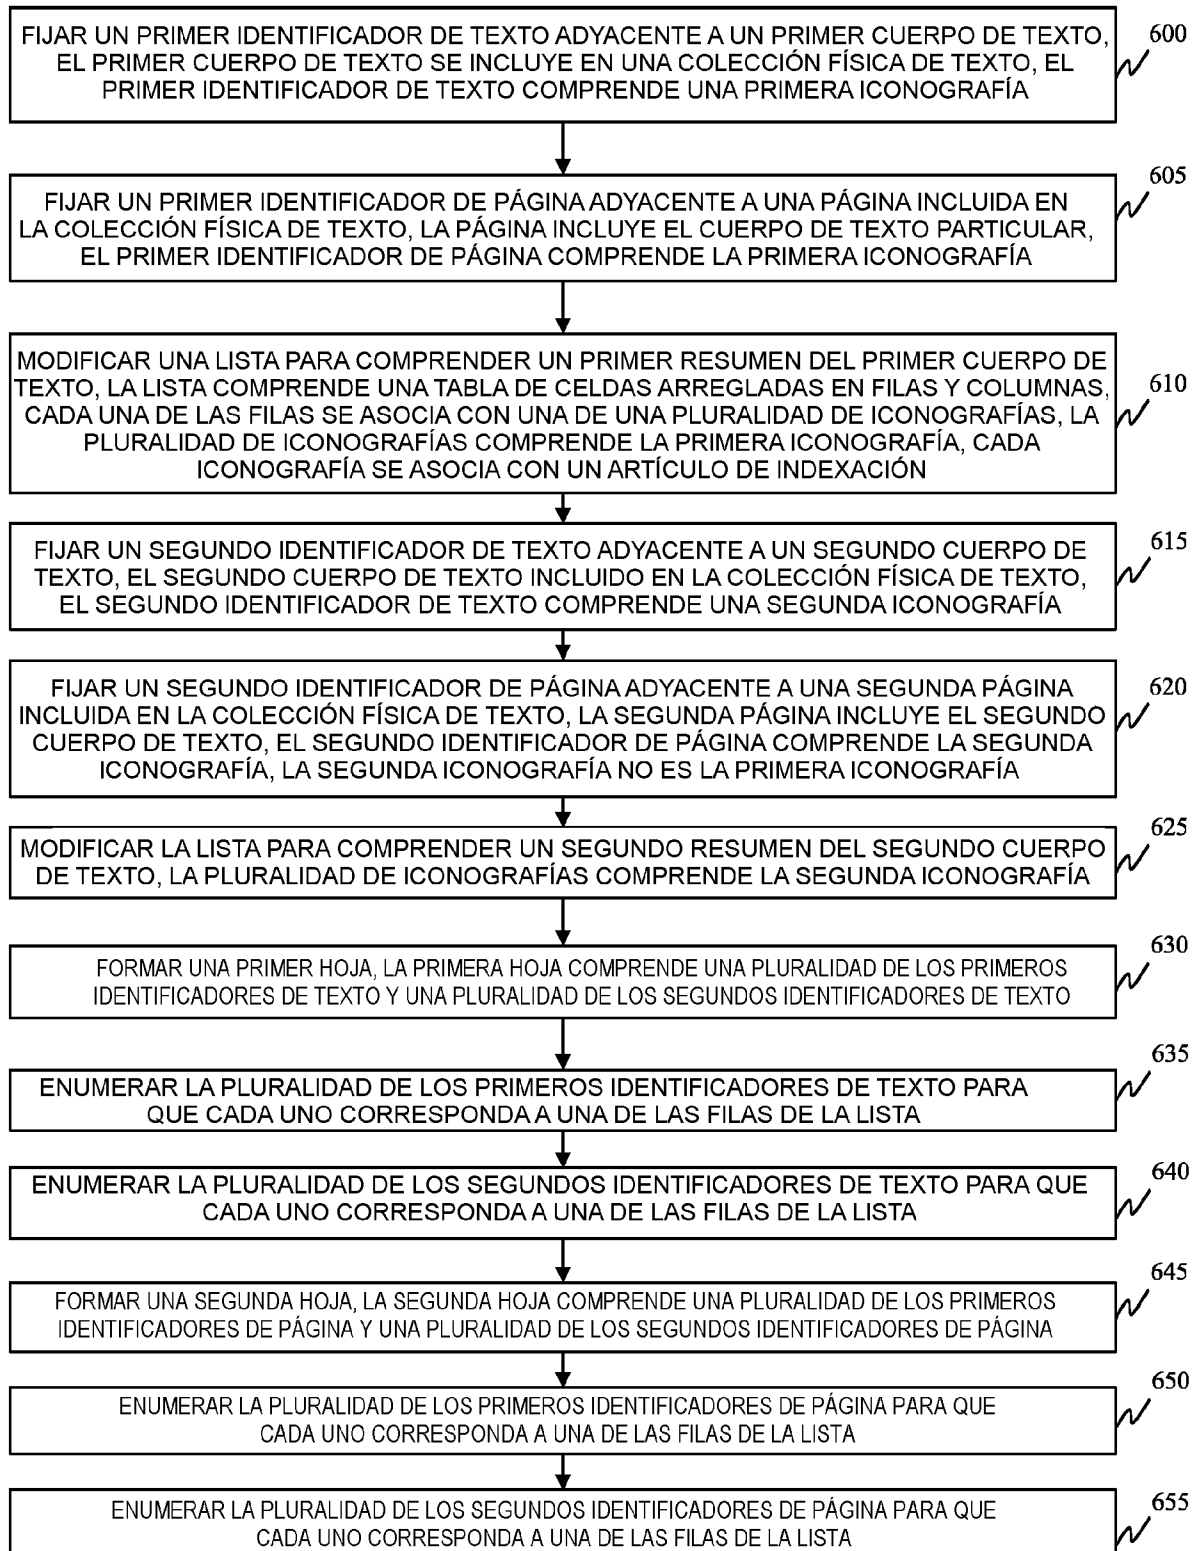 FIJAR UN PRIMER IDENTIFICADOR DE TEXTO ADYACENTE A UN PRIMER CUERPO DE TEXTO,
EL PRIMER CUERPO DE TEXTO SE INCLUYE EN UNA COLECCIÓN FÍSICA DE TEXTO, EL
PRIMER IDENTIFICADOR DE TEXTO COMPRENDE UNA PRIMERA ICONOGRAFÍA
600
FIJAR UN PRIMER IDENTIFICADOR DE PÁGINA ADYACENTE A UNA PÁGINA INCLUIDA EN
LA COLECCIÓN FÍSICA DE TEXTO, LA PÁGINA INCLUYE EL CUERPO DE TEXTO PARTICULAR,
EL PRIMER IDENTIFICADOR DE PÁGINA COMPRENDE LA PRIMERA ICONOGRAFÍA
605
MODIFICAR UNA LISTA PARA COMPRENDER UN PRIMER RESUMEN DEL PRIMER CUERPO DE
TEXTO, LA LISTA COMPRENDE UNA TABLA DE CELDAS ARREGLADAS EN FILAS Y COLUMNAS,
CADA UNA DE LAS FILAS SE ASOCIA CON UNA DE UNA PLURALIDAD DE ICONOGRAFÍAS, LA
PLURALIDAD DE ICONOGRAFÍAS COMPRENDE LA PRIMERA ICONOGRAFÍA, CADA
ICONOGRAFÍA SE ASOCIA CON UN ARTÍCULO DE INDEXACIÓN
610
FIJAR UN SEGUNDO IDENTIFICADOR DE TEXTO ADYACENTE A UN SEGUNDO CUERPO DE
TEXTO, EL SEGUNDO CUERPO DE TEXTO INCLUIDO EN LA COLECCIÓN FÍSICA DE TEXTO,
EL SEGUNDO IDENTIFICADOR DE TEXTO COMPRENDE UNA SEGUNDA ICONOGRAFÍA
615
FIJAR UN SEGUNDO IDENTIFICADOR DE PÁGINA ADYACENTE A UNA SEGUNDA PÁGINA
INCLUIDA EN LA COLECCIÓN FÍSICA DE TEXTO, LA SEGUNDA PÁGINA INCLUYE EL SEGUNDO
CUERPO DE TEXTO, EL SEGUNDO IDENTIFICADOR DE PÁGINA COMPRENDE LA SEGUNDA
ICONOGRAFÍA, LA SEGUNDA ICONOGRAFÍA NO ES LA PRIMERA ICONOGRAFÍA
620
MODIFICAR LA LISTA PARA COMPRENDER UN SEGUNDO RESUMEN DEL SEGUNDO CUERPO
DE TEXTO, LA PLURALIDAD DE ICONOGRAFÍAS COMPRENDE LA SEGUNDA ICONOGRAFÍA
625
FORMAR UNA PRIMER HOJA, LA PRIMERA HOJA COMPRENDE UNA PLURALIDAD DE LOS PRIMEROS
IDENTIFICADORES DE TEXTO Y UNA PLURALIDAD DE LOS SEGUNDOS IDENTIFICADORES DE TEXTO
630
ENUMERAR LA PLURALIDAD DE LOS PRIMEROS IDENTIFICADORES DE TEXTO PARA
QUE CADA UNO CORRESPONDA A UNA DE LAS FILAS DE LA LISTA
635
ENUMERAR LA PLURALIDAD DE LOS SEGUNDOS IDENTIFICADORES DE TEXTO PARA QUE
CADA UNO CORRESPONDA A UNA DE LAS FILAS DE LA LISTA
640
FORMAR UNA SEGUNDA HOJA, LA SEGUNDA HOJA COMPRENDE UNA PLURALIDAD DE LOS PRIMEROS
IDENTIFICADORES DE PÁGINA Y UNA PLURALIDAD DE LOS SEGUNDOS IDENTIFICADORES DE PÁGINA
645
ENUMERAR LA PLURALIDAD DE LOS PRIMEROS IDENTIFICADORES DE PÁGINA PARA QUE
CADA UNO CORRESPONDA A UNA DE LAS FILAS DE LA LISTA
650
ENUMERAR LA PLURALIDAD DE LOS SEGUNDOS IDENTIFICADORES DE PÁGINA PARA QUE
CADA UNO CORRESPONDA A UNA DE LAS FILAS DE LA LISTA
655